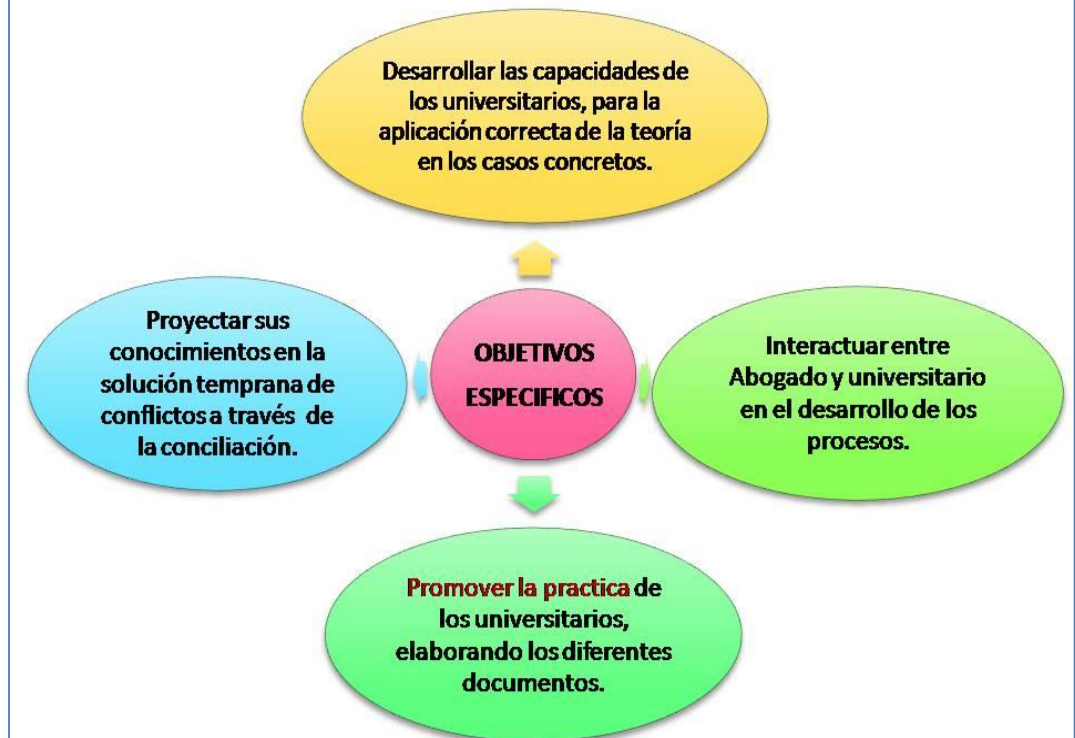 Desarrollar las capacidades de
los universitarios, para la
aplicación correcta de la teoría
en los casos concretos.
Proyectar sus
conocimientos en la
solución temprana de
conflictos a través de
la conciliación.
OBJETIVOS
ESPECIFICOS
Interactuar entre
Abogado y universitario
en el desarrollo de los
procesos.
Promover la practica de
los universitarios,
elaborando los diferentes
documentos.